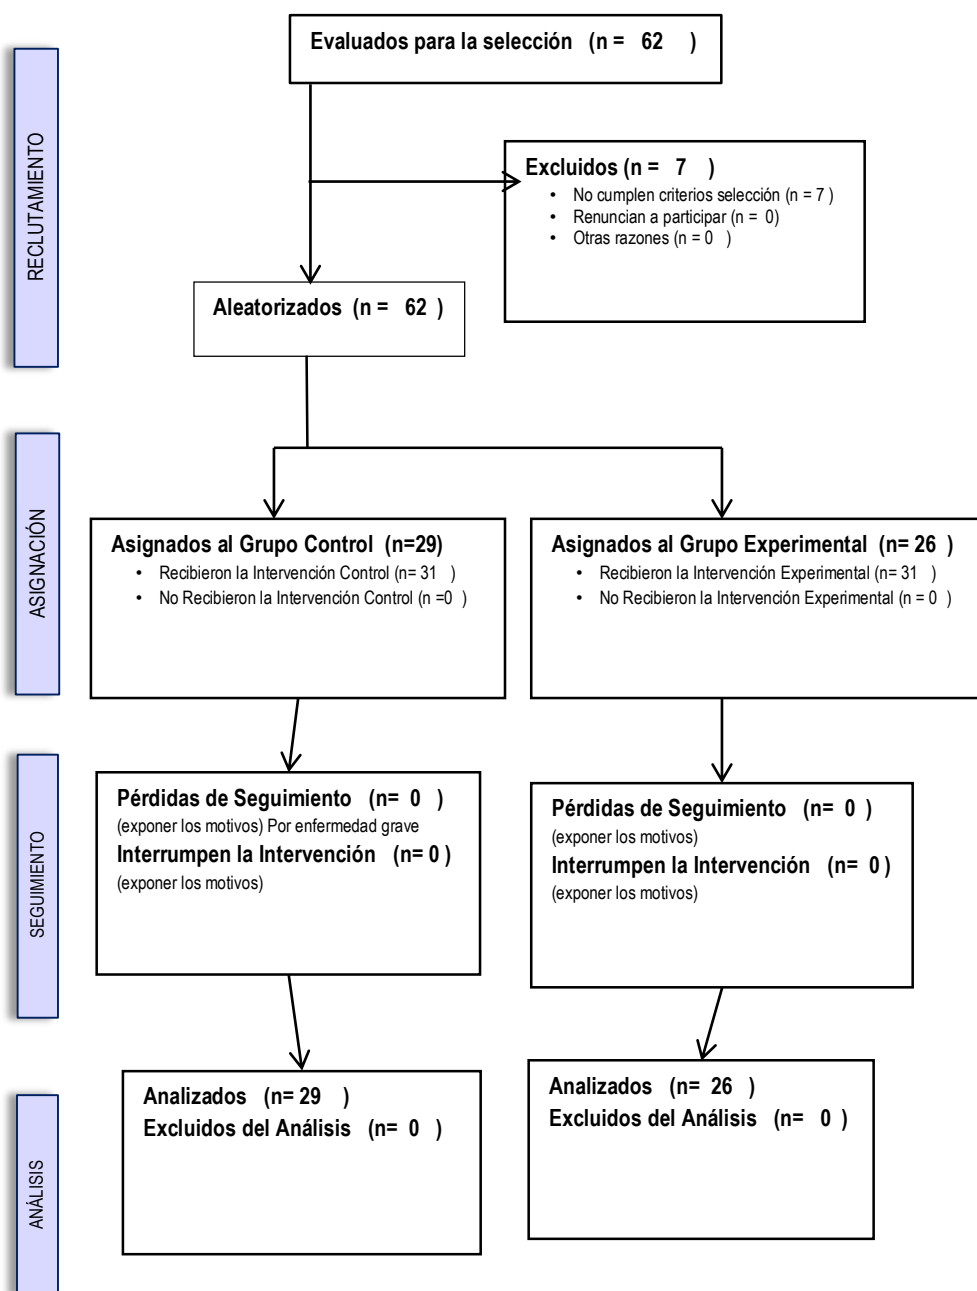 Evaluados para la selección (n = 62 )
RECLUTAMIENTO
Excluidos (n = 7 )
• No cumplen criterios selección (n = 7 )
• Renuncian a participar (n = 0)
• Otras razones (n = 0 )
Aleatorizados (n = 62 )
ASIGNACIÓN
Asignados al Grupo Control (n=29)
• Recibieron la Intervención Control (n= 31 )
• No Recibieron la Intervención Control (n =0 )
Asignados al Grupo Experimental (n= 26 )
• Recibieron la Intervención Experimental (n= 31 )
• No Recibieron la Intervención Experimental (n = 0 )
SEGUIMIENTO
Pérdidas de Seguimiento (n= 0 )
(exponer los motivos) Por enfermedad grave
Interrumpen la Intervención (n= 0 )
(exponer los motivos)
Pérdidas de Seguimiento (n= 0 )
(exponer los motivos)
Interrumpen la Intervención (n= 0 )
(exponer los motivos)
ANÁLISIS
Analizados (n= 29 )
Excluidos del Análisis (n= 0 )
Analizados (n= 26 )
Excluidos del Análisis (n= 0 )